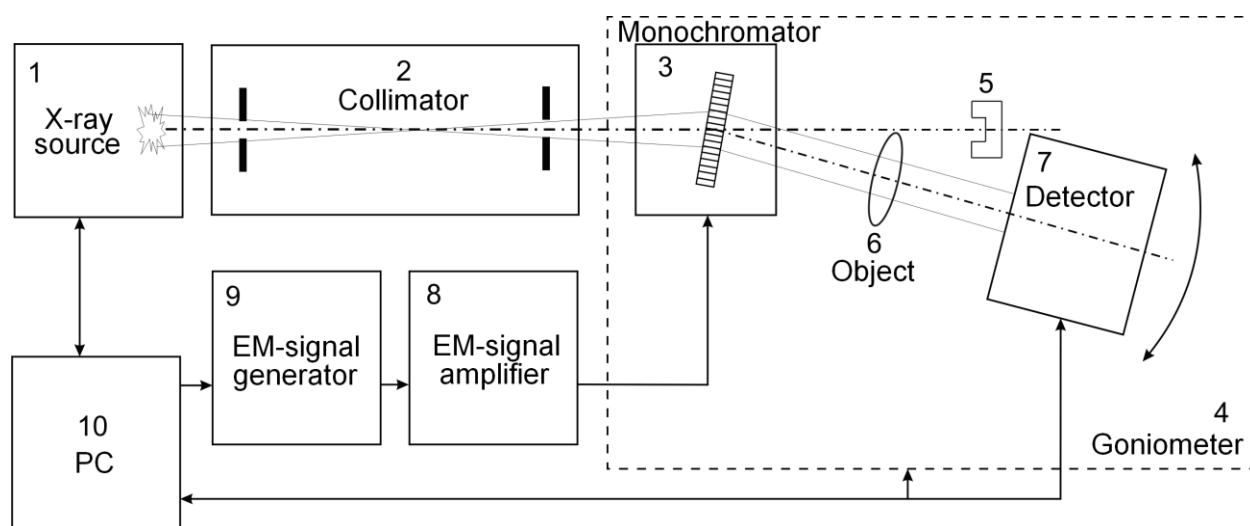 1
X-ray
source
2
Collimator
Monochromator
3
5
6
Object
7
Detector
4
Goniometer
9
EM-signal
generator
8
EM-signal
amplifier
10
PC